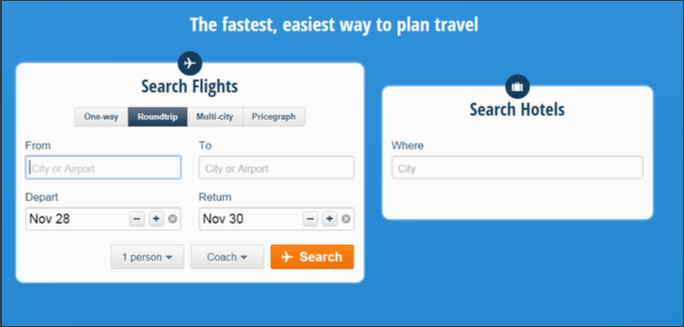 The fastest, easiest way to plan travel
Search Flights
One-way Roundtrip Multi-city Pricegraph
From To
City or Airport City or Airport
Depart Return
Nov 28 - + Nov 30 - +
1 person Coach Search
Search Hotels
Where
City